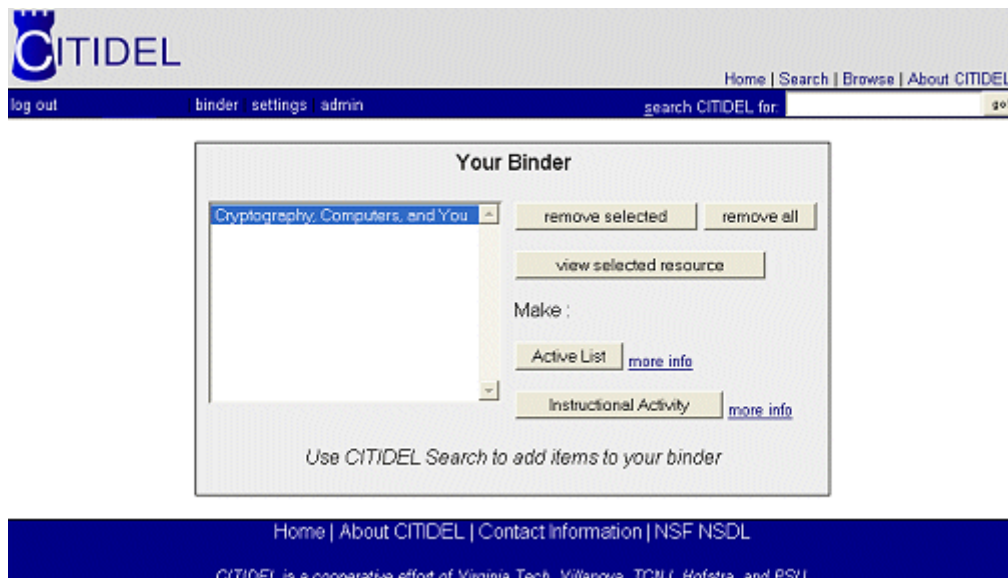 CITIDEL
Home | Search | Browse | About CITIDEL
log out binder settings admin search CITIDEL for: go
Your Binder
Cryptography, Computers, and You remove selected remove all
view selected resource
Make :
Active List more info
Instructional Activity more info
Use CITIDEL Search to add items to your binder
Home | About CITIDEL | Contact Information | NSF NSDL
CITIDEL is a cooperative effort of Virginia Tech, Villanova, TCNJ, Hofstra, and PSU